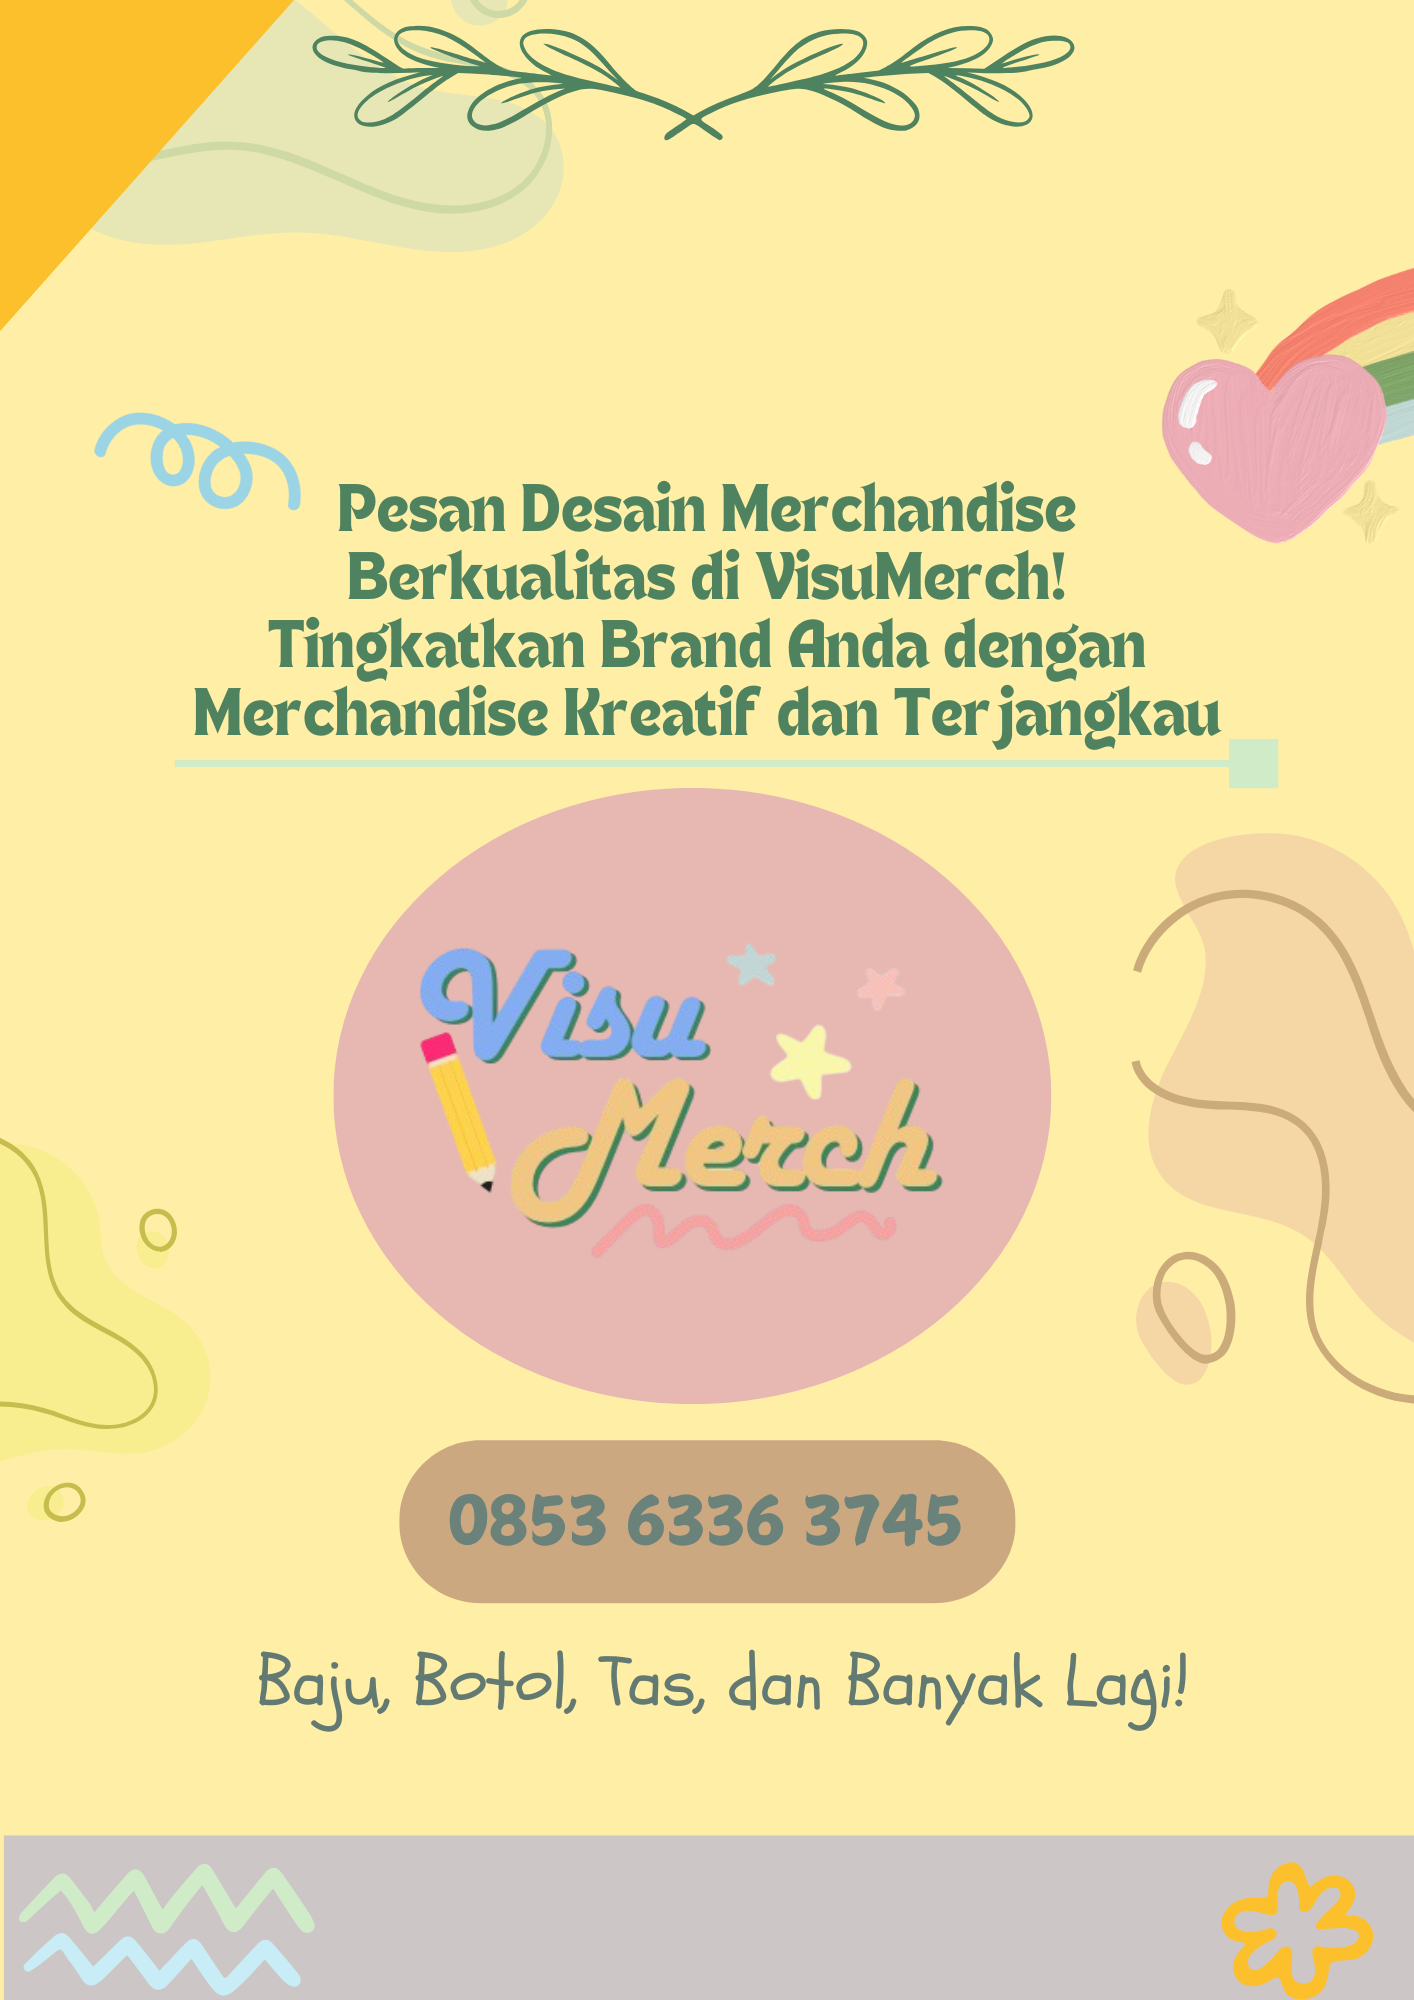 Pesan Desain Merchandise
Berkualitas di VisuMerch!
Tingkatkan Brand Anda dengan
Merchandise Kreatif dan Terjangkau
Visu
Merch
0853 6336 3745
Baju, Botol, Tas, dan Banyak Lagi!